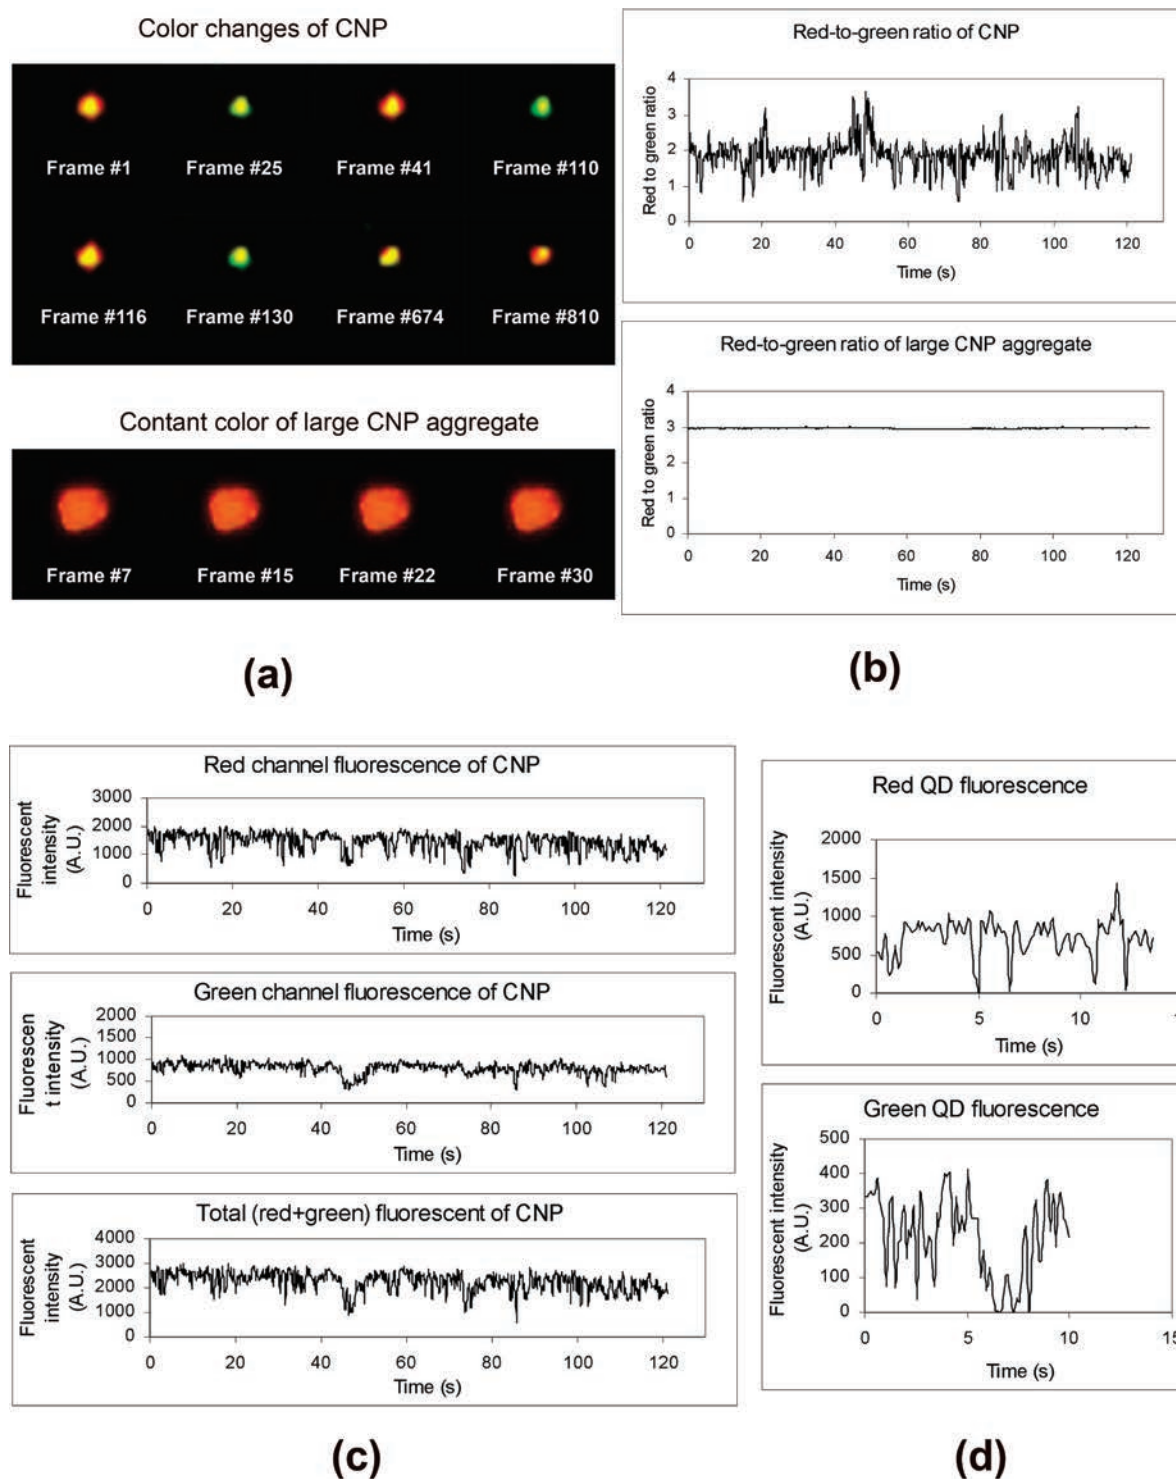 Color changes of CNP
Frame #1 Frame #25 Frame #41 Frame #110
Frame #116 Frame #130 Frame #674 Frame #810
Contant color of large CNP aggregate
Frame #7 Frame #15 Frame #22 Frame #30
(a)
Red-to-green ratio of CNP
Red to green ratio
4
3
2
1
0
0 20 40 60 80 100 120
Time (s)
Red-to-green ratio of large CNP aggregate
Red to green ratio
4
3
2
1
0
0 20 40 60 80 100 120
Time (s)
(b)
Red channel fluorescence of CNP
Fluorescent
intensity
(A.U.)
3000
2000
1000
0
0 20 40 60 80 100 120
Time (s)
Green channel fluorescence of CNP
Fluorescen
t intensity
(A.U.)
2000
1500
1000
500
0
0 20 40 60 80 100 120
Time (s)
Total (red+green) fluorescent of CNP
Fluorescent
intensity
(A.U.)
4000
3000
2000
1000
0
0 20 40 60 80 100 120
Time (s)
(c)
Red QD fluorescence
Fluorescent intensity
(A.U.)
2000
1500
1000
500
0
0 5 10 1
Time (s)
Green QD fluorescence
Fluorescent intensity
(A.U.)
500
400
300
200
100
0
0 5 10 15
Time (s)
(d)